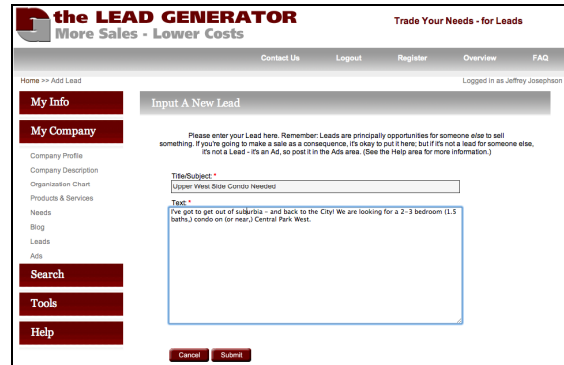 the LEAD GENERATOR
More Sales - Lower Costs
Trade Your Needs - for Leads
Contact Us Logout Register Overview FAQ
Home >> Add Lead
Logged in as Jeffrey Josephson
My Info
My Company
Company Profile
Company Description
Organization Chart
Products & Services
Needs
Blog
Leads
Ads
Search
Tools
Help
Input A New Lead
Please enter your Lead here. Remember: Leads are principally opportunities for someone else to sell
something. If you're going to make a sale as a consequence, it's okay to put it here; but if it's not a lead for someone else,
it's not a Lead - it's an Ad, so post it in the Ads area. (See the Help area for more information.)
Title/Subject: *
Upper West Side Condo Needed
Text: *
I've got to get out of suburbia - and back to the City! We are looking for a 2-3 bedroom (1.5
baths,) condo on (or near,) Central Park West.
Cancel Submit